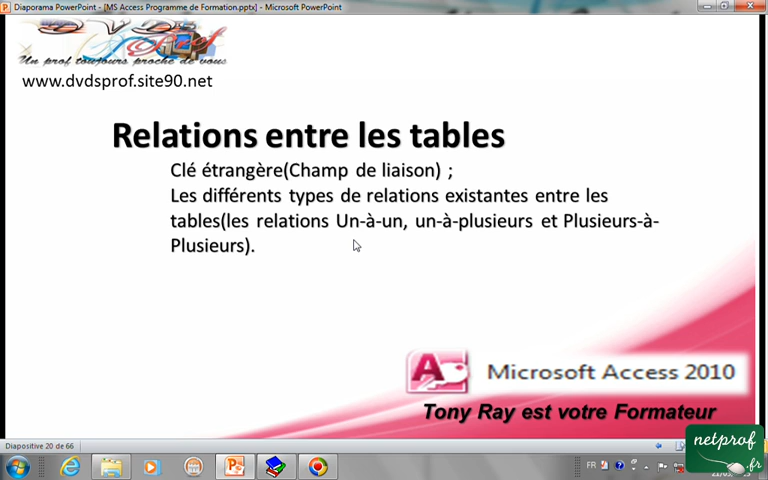 Diaporama PowerPoint - [MS Access Programme de Formation.pptx] - Microsoft PowerPoint
Un prof toujours proche de vous
www.dvdsprof.site90.net
Relations entre les tables
Clé étrangère(Champ de liaison) ;
Les différents types de relations existantes entre les
tables(les relations Un-à-un, un-à-plusieurs et Plusieurs-à-
Plusieurs).
Microsoft Access 2010
Tony Ray est votre Formateur
Diapositive 20 de 66
netprof
.fr
FR